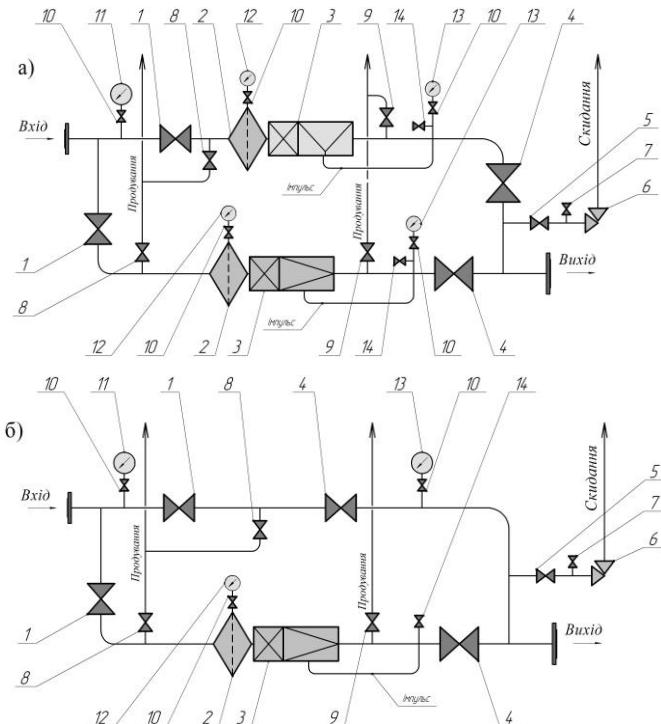 10 11 1 8 2 12 10 3 9 14 13 10 13 4
а)
Вхід
Продування
Імпульс
Продування
Скидання
5
7
6
Імпульс
Вихід
1
8
12 10 2 3 9 14 10 4
10 11 1 8 4 13 10 14
б)
Вхід
Продування
Продування
Скидання
5
7
6
1
Вихід
Імпульс
8
12 10 2 3 9 4